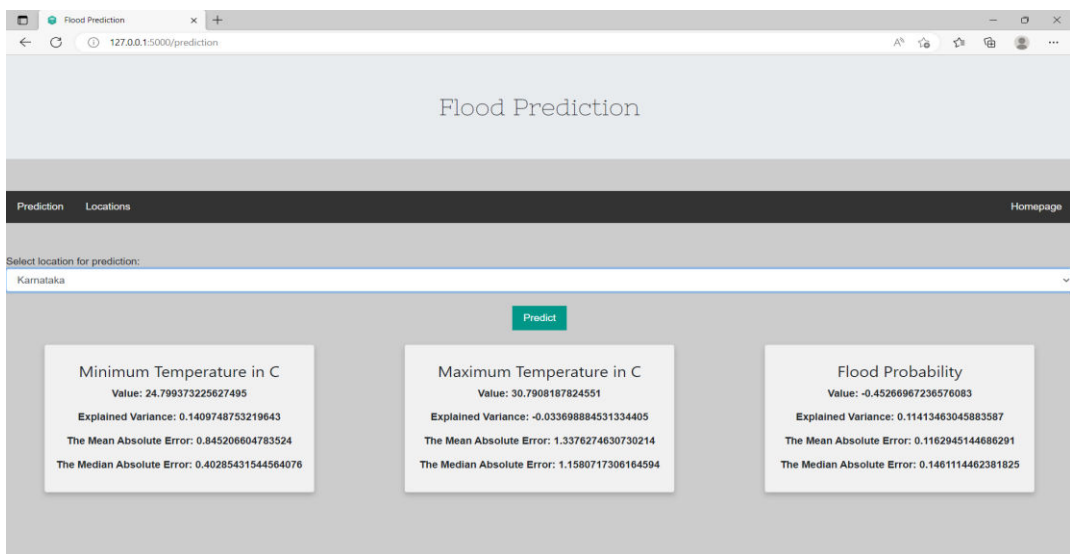 Flood Prediction
127.0.0.1:5000/prediction
Flood Prediction
Prediction Locations Homepage
Select location for prediction:
Karnataka
Predict
Minimum Temperature in C
Value: 24.799373225627495
Explained Variance: 0.1409748753219643
The Mean Absolute Error: 0.845206604783524
The Median Absolute Error: 0.40285431544564076
Maximum Temperature in C
Value: 30.7908187824551
Explained Variance: -0.033698884531334405
The Mean Absolute Error: 1.3376274630730214
The Median Absolute Error: 1.1580717306164594
Flood Probability
Value: -0.45266967236576083
Explained Variance: 0.11413463045883587
The Mean Absolute Error: 0.1162945144686291
The Median Absolute Error: 0.1461114462381825